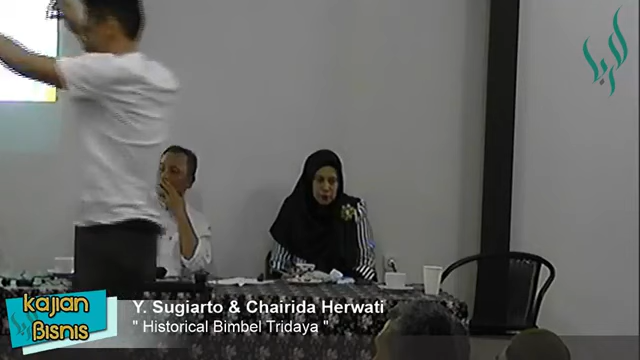 kajian
Bisnis
Y. Sugiarto & Chairida Herwati
" Historical Bimbel Tridaya "